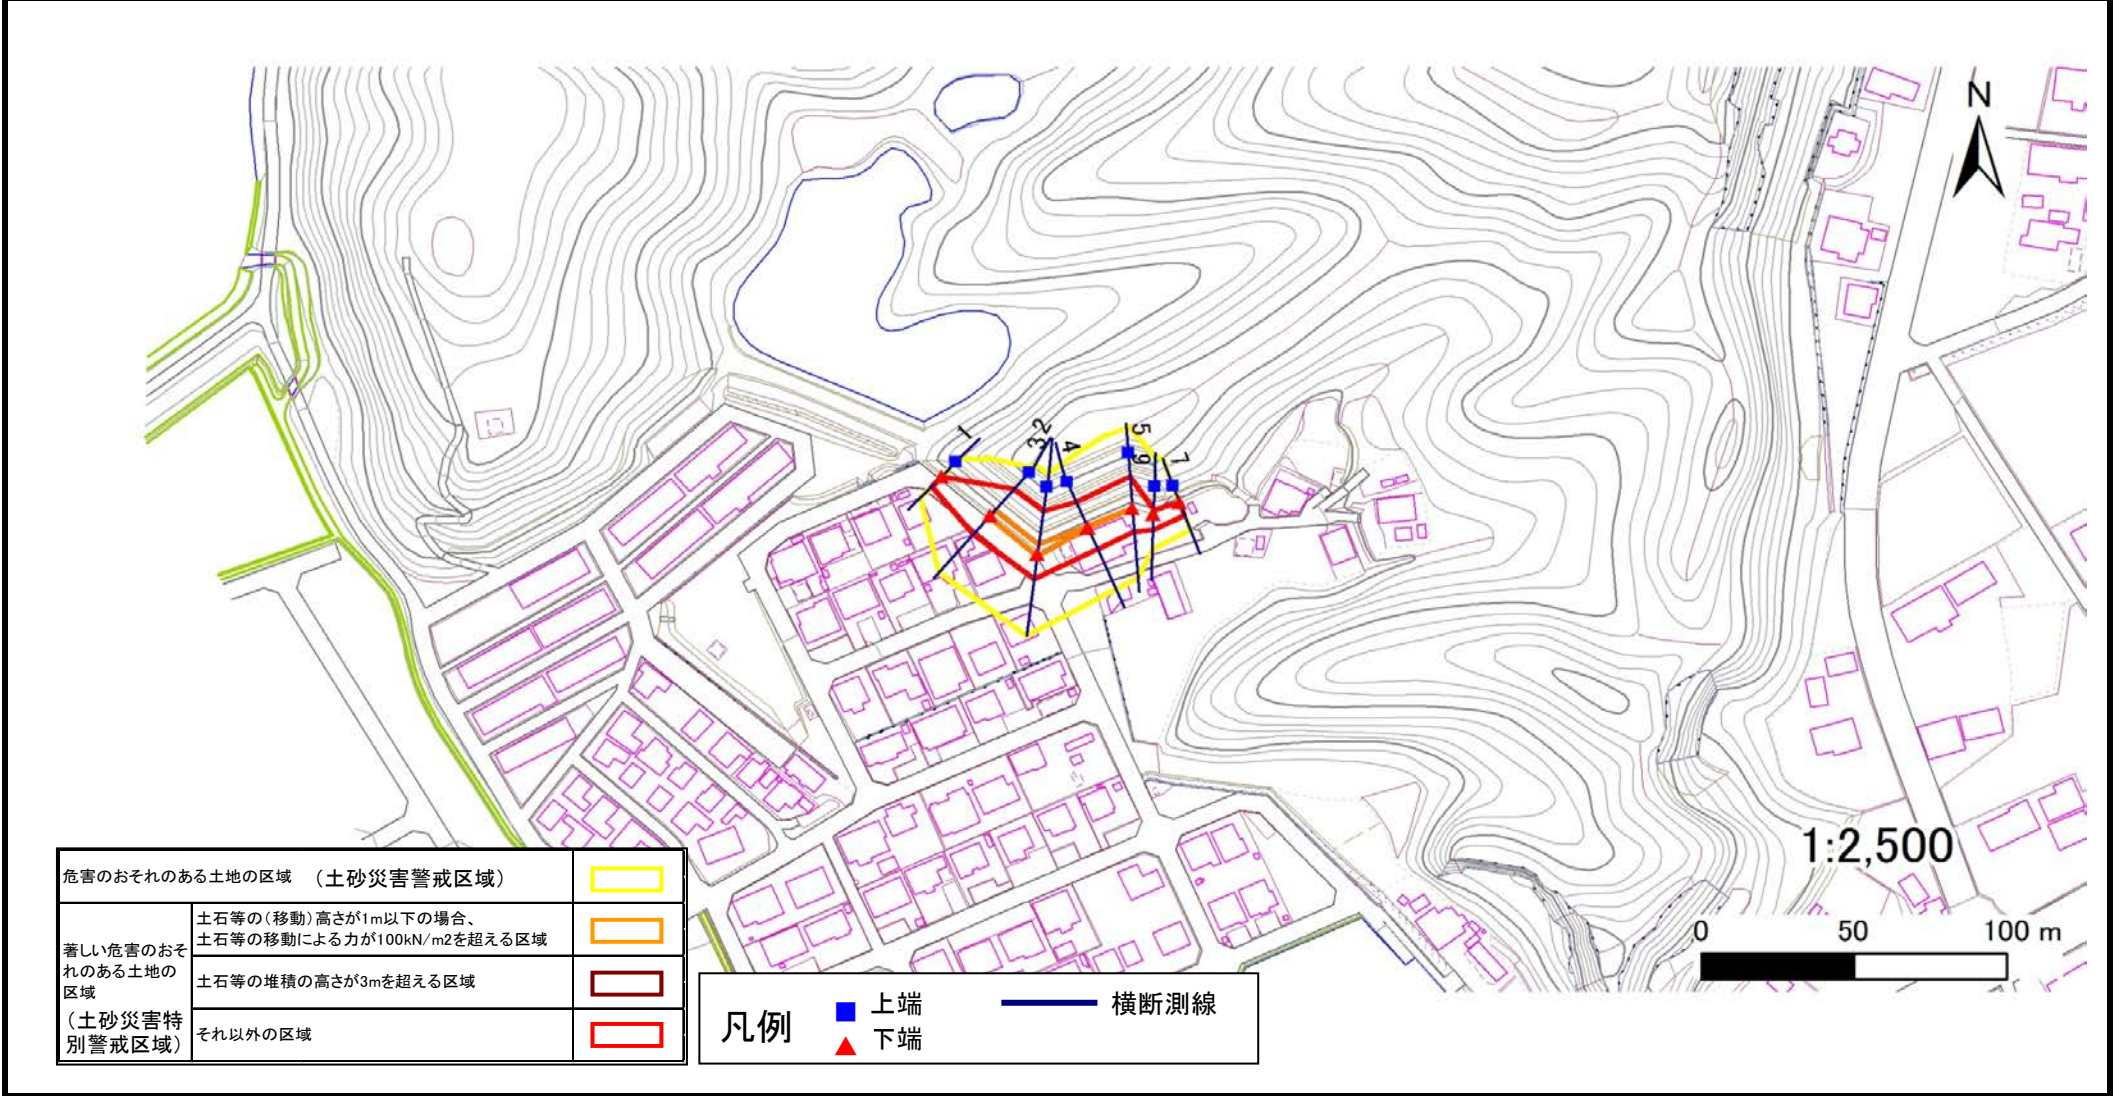 N
1
2
3
4
5
6
7
1:2,500
0 50 100 m
危害のおそれのある土地の区域 (土砂災害警戒区域)
著しい危害のおそ
れのある土地の
区域
(土砂災害特
別警戒区域)
土石等の(移動)高さが1m以下の場合、
土石等の移動による力が100kN/m2を超える区域
土石等の堆積の高さが3mを超える区域
それ以外の区域
凡例
上端
下端
横断測線